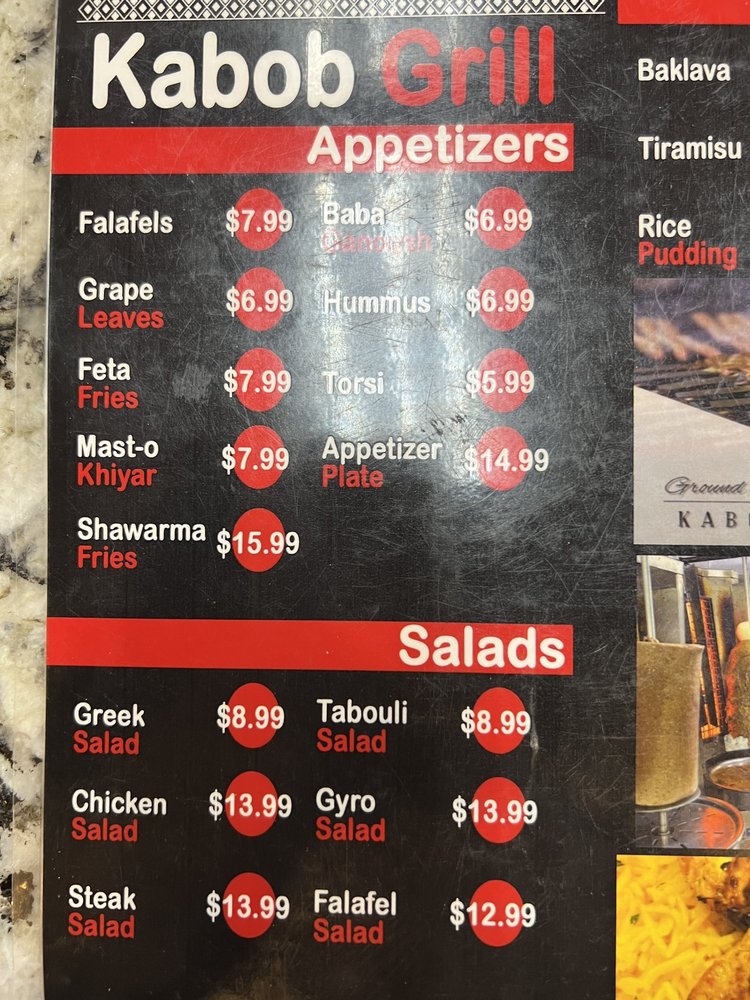 Kabob Grill
Appetizers
Falafels $7.99
Grape
Leaves $6.99
Feta
Fries $7.99
Mast-o
Khiyar $7.99
Shawarma
Fries $15.99
Baba
Ganoush $6.99
Hummus $6.99
Torsi $5.99
Appetizer
Plate $14.99
Salads
Greek
Salad $8.99
Chicken
Salad $13.99
Steak
Salad $13.99
Tabouli
Salad $8.99
Gyro
Salad $13.99
Falafel
Salad $12.99
Baklava
Tiramisu
Rice
Pudding
Ground